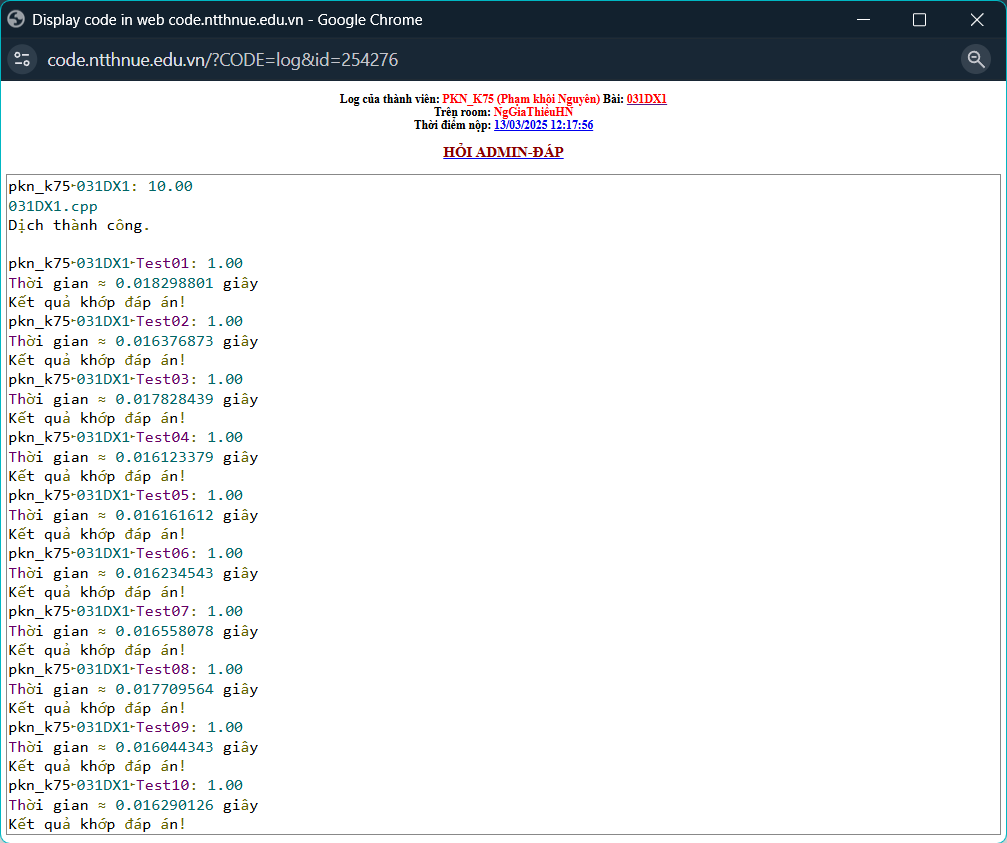 Display code in web code.ntthnue.edu.vn - Google Chrome
code.ntthnue.edu.vn/?CODE=log&id=254276
Log của thành viên: PKN_K75 (Phạm khôi Nguyên) Bài: 031DX1
Trên room: NgGiaThiềuHN
Thời điểm nộp: 13/03/2025 12:17:56
HỎI ADMIN-ĐÁP
pkn_k75‣031DX1: 10.00
031DX1.cpp
Dịch thành công.
pkn_k75‣031DX1‣Test01: 1.00
Thời gian ≈ 0.018298801 giây
Kết quả khớp đáp án!
pkn_k75‣031DX1‣Test02: 1.00
Thời gian ≈ 0.016376873 giây
Kết quả khớp đáp án!
pkn_k75‣031DX1‣Test03: 1.00
Thời gian ≈ 0.017828439 giây
Kết quả khớp đáp án!
pkn_k75‣031DX1‣Test04: 1.00
Thời gian ≈ 0.016123379 giây
Kết quả khớp đáp án!
pkn_k75‣031DX1‣Test05: 1.00
Thời gian ≈ 0.016161612 giây
Kết quả khớp đáp án!
pkn_k75‣031DX1‣Test06: 1.00
Thời gian ≈ 0.016234543 giây
Kết quả khớp đáp án!
pkn_k75‣031DX1‣Test07: 1.00
Thời gian ≈ 0.016558078 giây
Kết quả khớp đáp án!
pkn_k75‣031DX1‣Test08: 1.00
Thời gian ≈ 0.017709564 giây
Kết quả khớp đáp án!
pkn_k75‣031DX1‣Test09: 1.00
Thời gian ≈ 0.016044343 giây
Kết quả khớp đáp án!
pkn_k75‣031DX1‣Test10: 1.00
Thời gian ≈ 0.016290126 giây
Kết quả khớp đáp án!